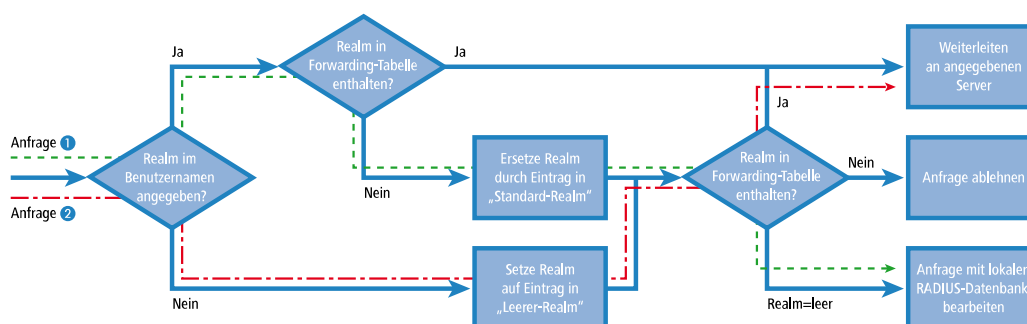 Ja
Realm in
Forwarding-Tabelle
enthalten?
Ja
Weiterleiten
an angegebenen
Server
Ja
Anfrage 1
Realm im
Benutzernamen
angegeben?
Anfrage 2
Nein
Ersetze Realm
durch Eintrag in
„Standard-Realm“
Realm in
Forwarding-Tabelle
enthalten?
Nein
Anfrage ablehnen
Nein
Setze Realm
auf Eintrag in
„Leerer-Realm“
Realm=leer
Anfrage mit lokaler
RADIUS-Datenbank
bearbeiten